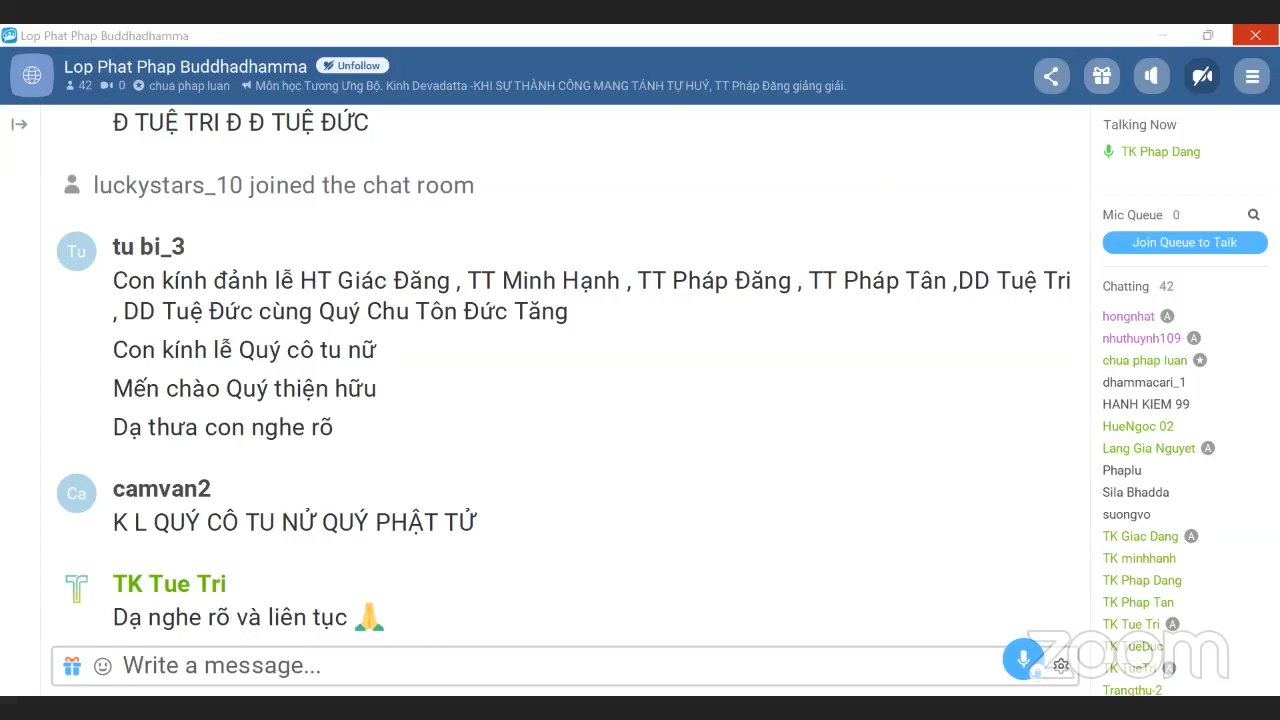 Lop Phat Phap Buddhadhamma
Lop Phat Phap Buddhadhamma Unfollow
42 0 chua phap luan Môn học Tương Ưng Bộ. Kinh Devadatta -KHI SỰ THÀNH CÔNG MANG TÁNH TỰ HUỶ, TT Pháp Đăng giảng giải.
Đ TUỆ TRI Đ Đ TUỆ ĐỨC
luckystars_10 joined the chat room
Tu
tu bi_3
Con kính đảnh lễ HT Giác Đăng , TT Minh Hạnh , TT Pháp Đăng , TT Pháp Tân ,DD Tuệ Tri
, DD Tuệ Đức cùng Quý Chu Tôn Đức Tăng
Con kính lễ Quý cô tu nữ
Mến chào Quý thiện hữu
Dạ thưa con nghe rõ
Ca
camvan2
K L QUÝ CÔ TU NỬ QUÝ PHẬT TỬ
TK Tue Tri
Dạ nghe rõ và liên tục 🙏
Write a message...
Talking Now
TK Phap Dang
Mic Queue 0
Join Queue to Talk
Chatting 42
hongnhat A
nhuthuynh109 A
chua phap luan
dhammacari_1
HANH KIEM 99
HueNgoc 02
Lang Gia Nguyet A
Phaplu
Sila Bhadda
suongvo
TK Giac Dang A
TK minhhanh
TK Phap Dang
TK Phap Tan
TK Tue Tri A
TK TueDuc
TK TueTri A
Trangthu-2
zoom